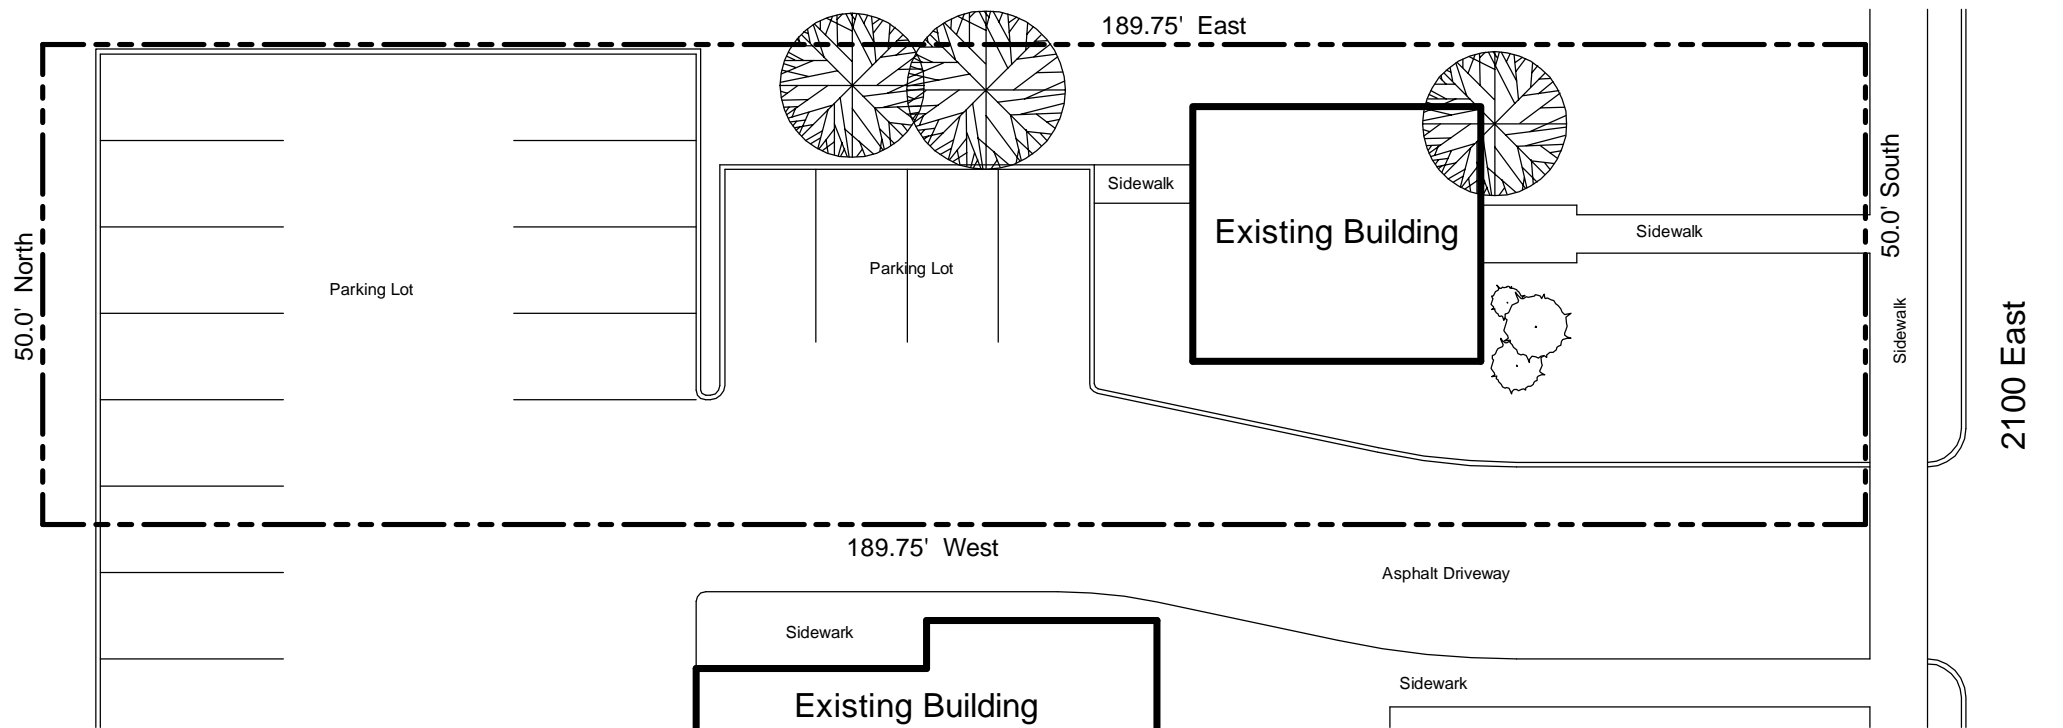 189.75' East
50.0' North
Parking Lot
Parking Lot
Sidewalk
Existing Building
Sidewalk
50.0' South
Sidewalk
2100 East
189.75' West
Asphalt Driveway
Sidewark
Existing Building
Sidewark